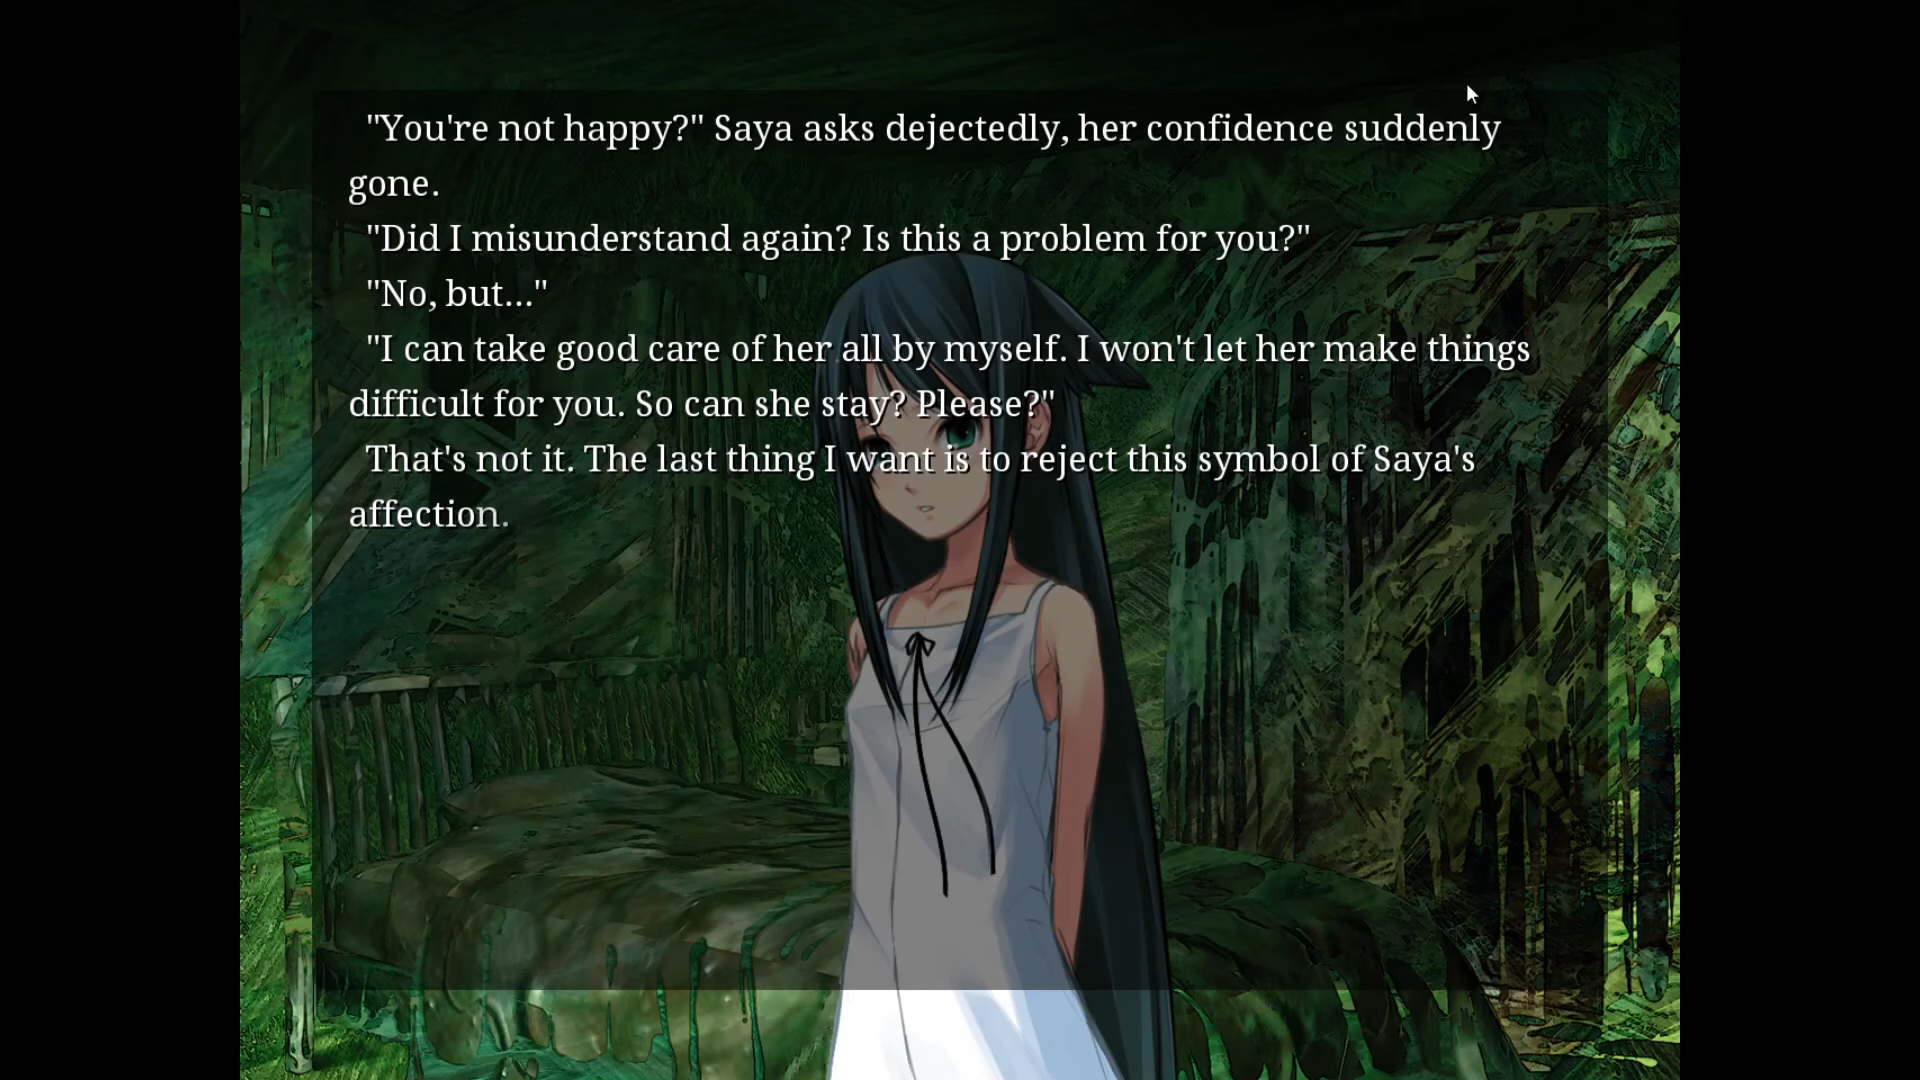 "You're not happy?" Saya asks dejectedly, her confidence suddenly
gone.
"Did I misunderstand again? Is this a problem for you?"
"No, but..."
"I can take good care of her all by myself. I won't let her make things
difficult for you. So can she stay? Please?"
That's not it. The last thing I want is to reject this symbol of Saya's
affection.